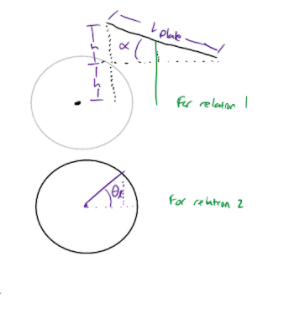 L plate
h
α
h
For relation 1
θ
For relation 2